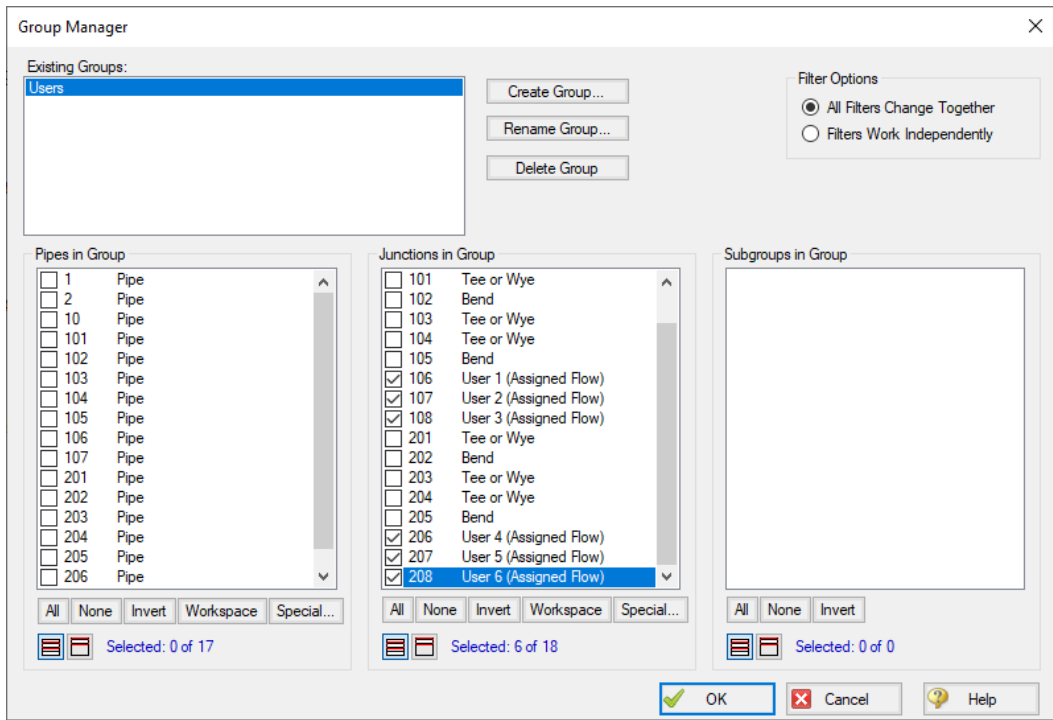 Group Manager
Existing Groups:
Users
Create Group...
Rename Group...
Delete Group
Filter Options
All Filters Change Together
Filters Work Independently
Pipes in Group
1 Pipe
2 Pipe
10 Pipe
101 Pipe
102 Pipe
103 Pipe
104 Pipe
105 Pipe
106 Pipe
107 Pipe
201 Pipe
202 Pipe
203 Pipe
204 Pipe
205 Pipe
206 Pipe
All None Invert Workspace Special...
Selected: 0 of 17
Junctions in Group
101 Tee or Wye
102 Bend
103 Tee or Wye
104 Tee or Wye
105 Bend
106 User 1 (Assigned Flow)
107 User 2 (Assigned Flow)
108 User 3 (Assigned Flow)
201 Tee or Wye
202 Bend
203 Tee or Wye
204 Tee or Wye
205 Bend
206 User 4 (Assigned Flow)
207 User 5 (Assigned Flow)
208 User 6 (Assigned Flow)
All None Invert Workspace Special...
Selected: 6 of 18
Subgroups in Group
All None Invert
Selected: 0 of 0
OK Cancel Help